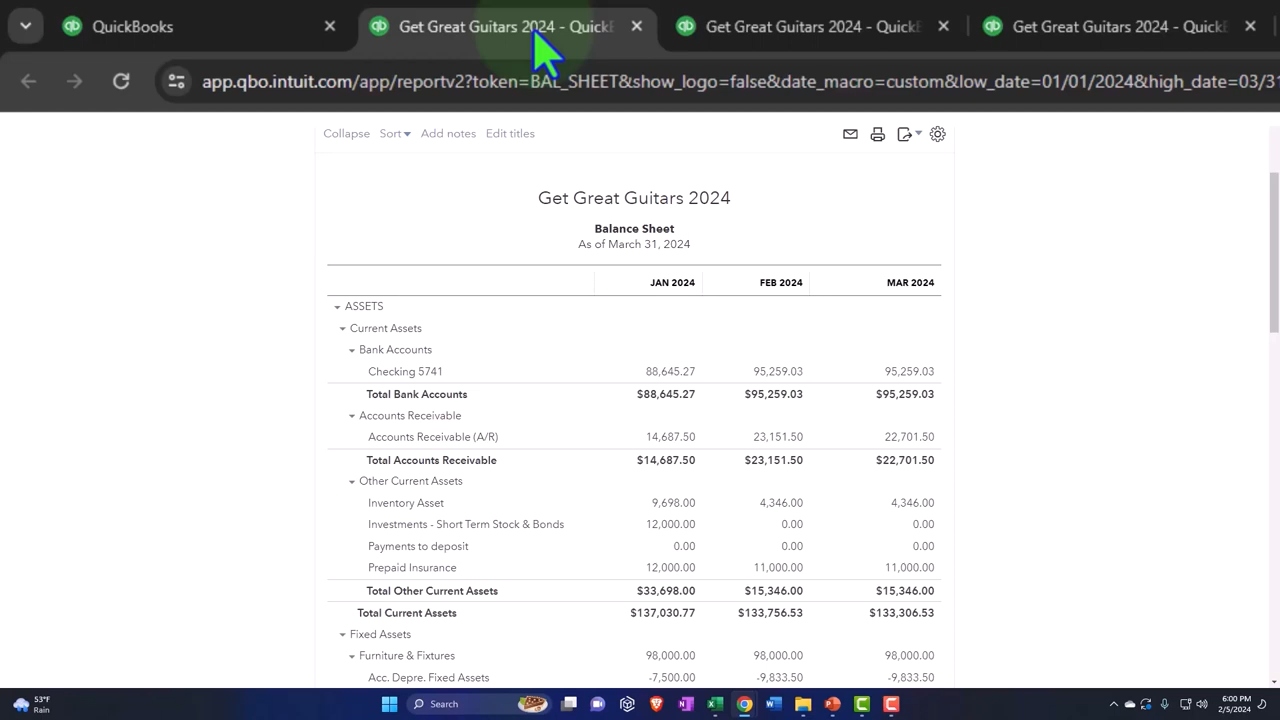 QuickBooks
Get Great Guitars 2024 - Quick
Get Great Guitars 2024 - Quick
Get Great Guitars 2024 - Quick
app.qbo.intuit.com/app/reportv2?token=BAL_SHEET&show_logo=false&date_macro=custom&low_date=01/01/2024&high_date=03/3
Collapse Sort Add notes Edit titles
Get Great Guitars 2024
Balance Sheet
As of March 31, 2024
JAN 2024 FEB 2024 MAR 2024
ASSETS
Current Assets
Bank Accounts
Checking 5741 88,645.27 95,259.03 95,259.03
Total Bank Accounts $88,645.27 $95,259.03 $95,259.03
Accounts Receivable
Accounts Receivable (A/R) 14,687.50 23,151.50 22,701.50
Total Accounts Receivable $14,687.50 $23,151.50 $22,701.50
Other Current Assets
Inventory Asset 9,698.00 4,346.00 4,346.00
Investments - Short Term Stock & Bonds 12,000.00 0.00 0.00
Payments to deposit 0.00 0.00 0.00
Prepaid Insurance 12,000.00 11,000.00 11,000.00
Total Other Current Assets $33,698.00 $15,346.00 $15,346.00
Total Current Assets $137,030.77 $133,756.53 $133,306.53
Fixed Assets
Furniture & Fixtures 98,000.00 98,000.00 98,000.00
Acc. Depre. Fixed Assets -7,500.00 -9,833.50 -9,833.50
53°F
Rain
Search
6:00 PM
2/5/2024